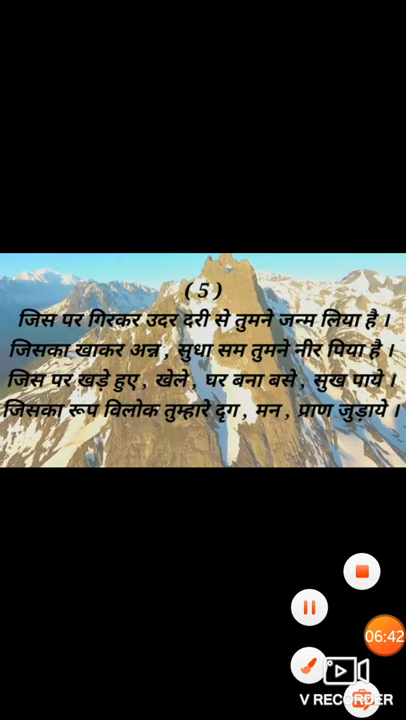 ( 5 )
जिस पर गिरकर उदर दरी से तुमने जन्म लिया है ।
जिसका खाकर अन्न , सुधा सम तुमने नीर पिया है ।
जिस पर खड़े हुए , खेले , घर बना बसे , सुख पाये ।
जिसका रूप विलोक तुम्हारे दृग , मन , प्राण जुड़ाये ।
06:42
V RECORDER